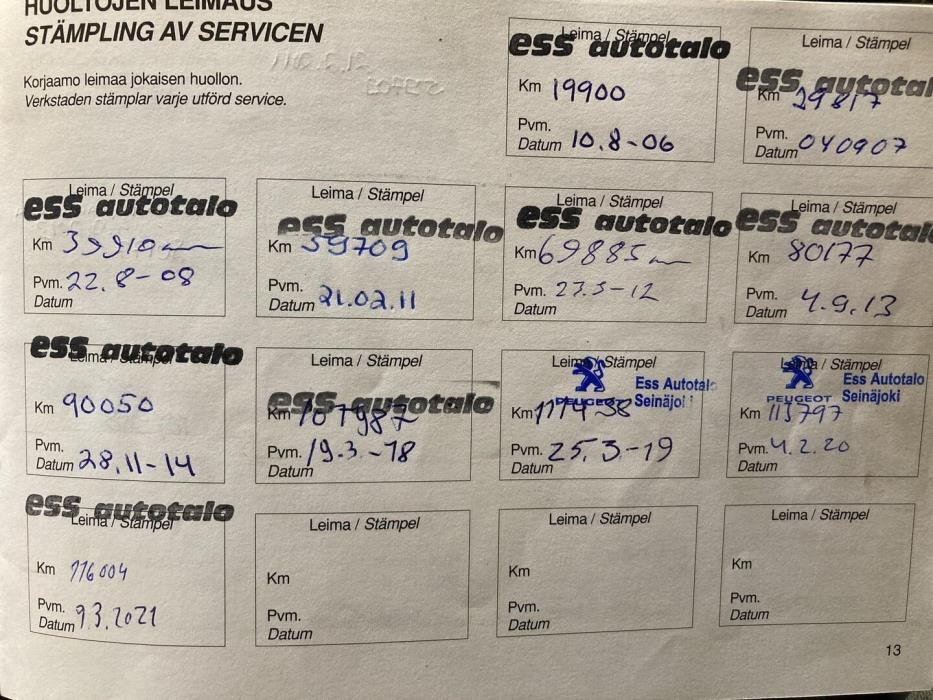 HUOLTOJEN LEIMAUS
STÄMPLING AV SERVICEN
Korjaamo leimaa jokaisen huollon.
Verkstaden stämplar varje utförd service.
Leima / Stämpel
ess autotalo
Km 19900
Pvm.
Datum 10.8-06
Leima / Stämpel
ess autotal
Km 29817
Pvm.
Datum 040907
Leima / Stämpel
ess autotalo
Km 39910
Pvm. 22.8-08
Datum
Leima / Stämpel
ess autotalo
Km 59709
Pvm.
Datum 21.02.11
Leima / Stämpel
ess autotalo
Km 69885
Pvm. 27.3-12
Datum
Leima / Stämpel
ess autotal
Km 80177
Pvm.
Datum 4.9.13
ess autotalo
Leima / Stämpel
Km 90050
Pvm.
Datum 28.11-14
Leima / Stämpel
ess autotalo
Km 107987
Pvm. 19.3.-18
Datum
Leima / Stämpel
Ess Autotalo
PEUGEOT Seinäjoki
Km 111438
Pvm. 25.3-19
Datum
Leima / Stämpel
Ess Autotalo
PEUGEOT Seinäjoki
Km 113797
Pvm. 4.2.20
Datum
ess autotalo
Leima / Stämpel
Km 116004
Pvm.
Datum 9.3.2021
Leima / Stämpel
Km
Pvm.
Datum
Leima / Stämpel
Km
Pvm.
Datum
Leima / Stämpel
Km
Pvm.
Datum
13